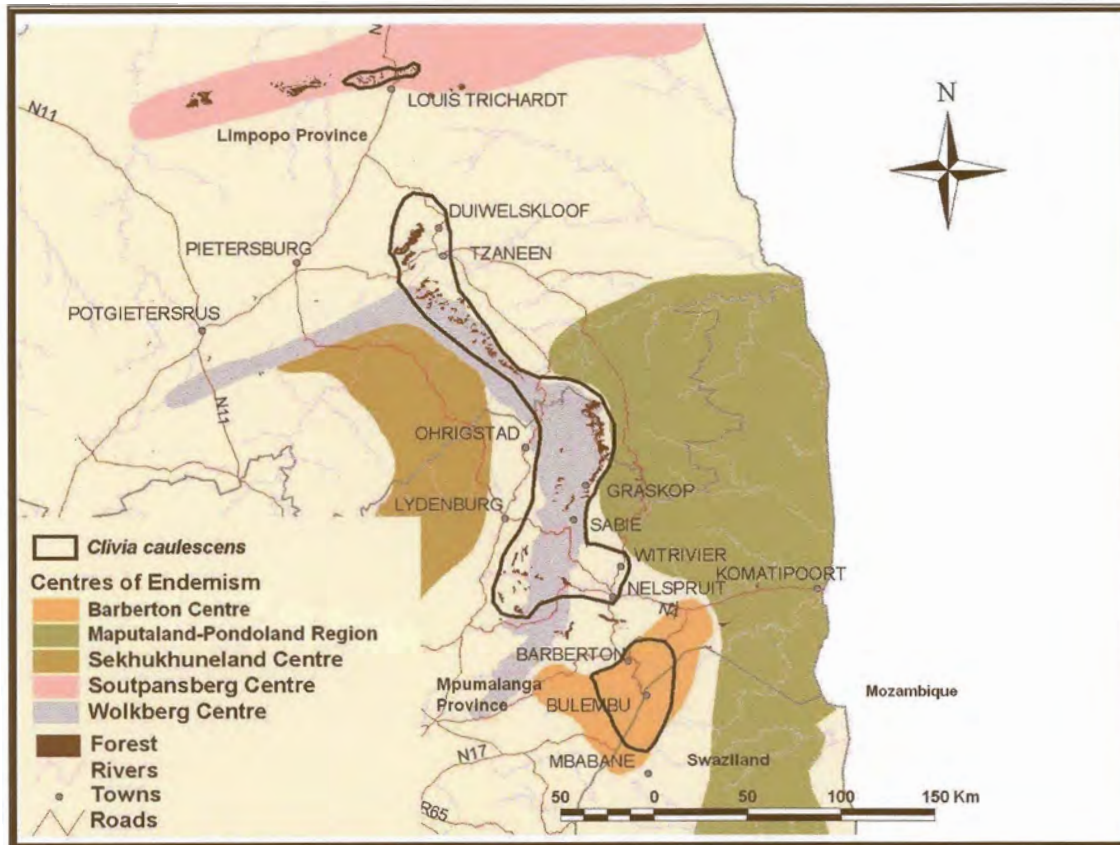 N
N11
LOUIS TRICHARDT
Limpopo Province
N
DUIWELSKLOOF
PIETERSBURG
TZANEEN
POTGIETERSRUS
N11
OHRIGSTAD
GRASKOP
LYDENBURG
SABIE
WITRIVIER
KOMATIPOORT
NELSPRUIT
N4
BARBERTON
Mpumalanga
Province
BULEMBU
Mozambique
N17
MBABANE
Swaziland
R65
Clivia caulescens
Centres of Endemism
Barberton Centre
Maputaland-Pondoland Region
Sekhukhuneland Centre
Soutpansberg Centre
Wolkberg Centre
Forest
Rivers
Towns
Roads
50 0 50 100 150 Km